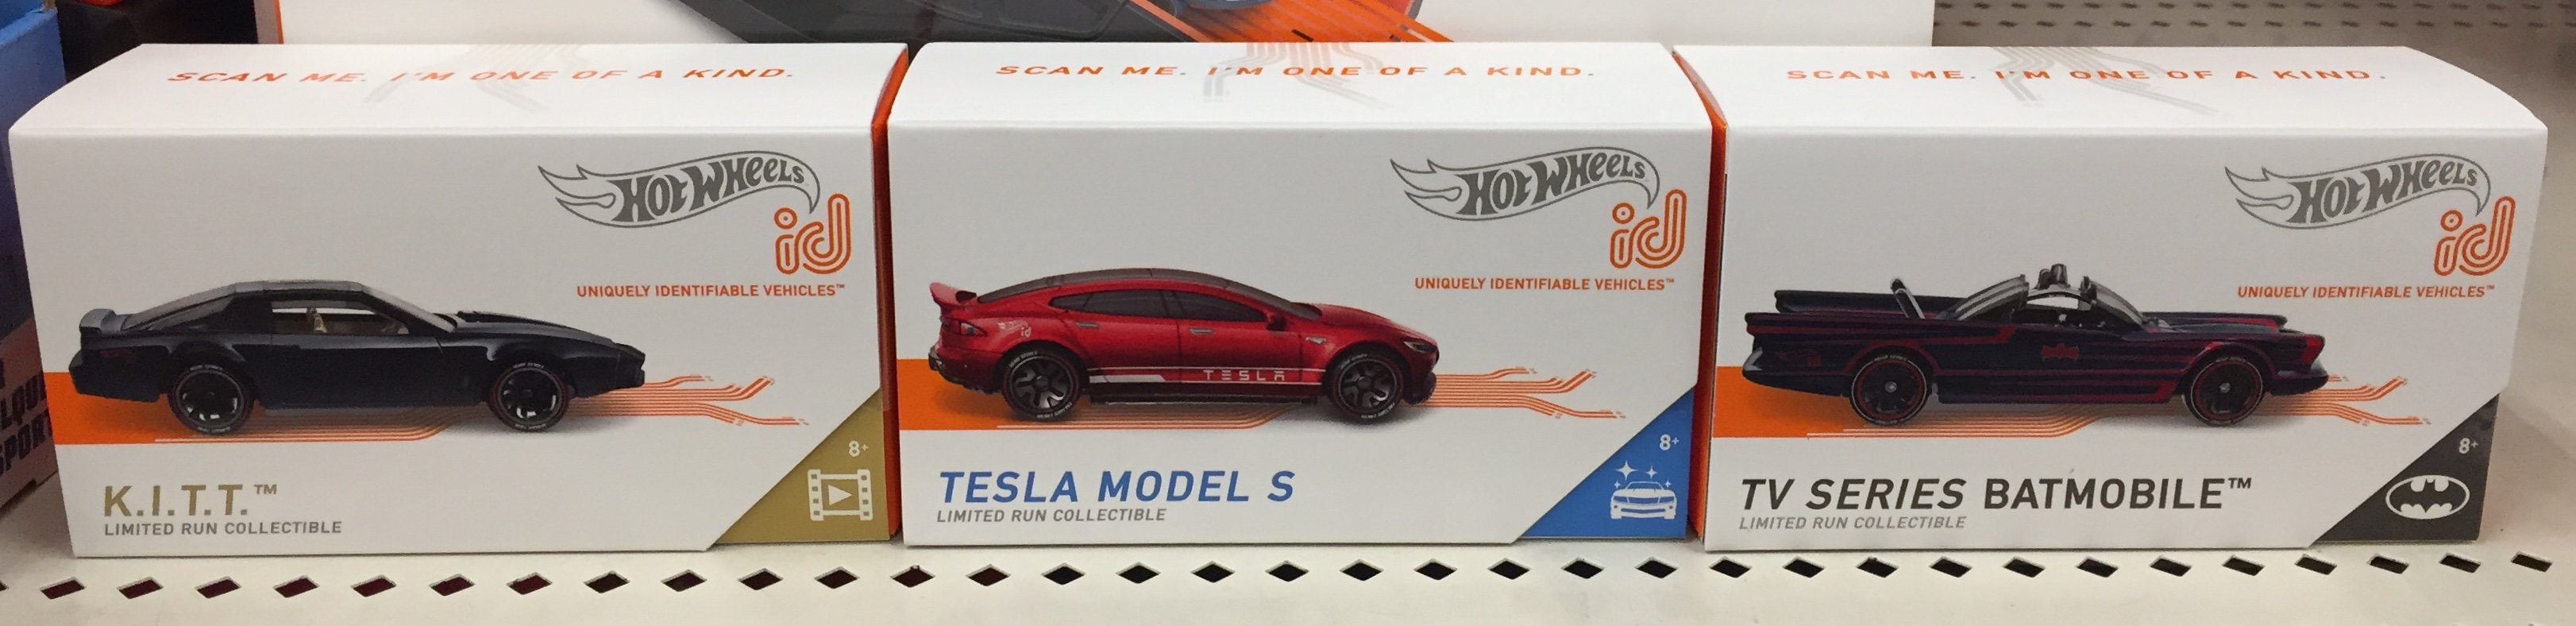 SCAN ME. I'M ONE OF A KIND.
HOT WHEELS
id
UNIQUELY IDENTIFIABLE VEHICLES™
8+
K.I.T.T.™
LIMITED RUN COLLECTIBLE
SCAN ME. I'M ONE OF A KIND.
HOT WHEELS
id
UNIQUELY IDENTIFIABLE VEHICLES™
TESLA
8+
TESLA MODEL S
LIMITED RUN COLLECTIBLE
SCAN ME. I'M ONE OF A KIND.
HOT WHEELS
id
UNIQUELY IDENTIFIABLE VEHICLES™
8+
TV SERIES BATMOBILE™
LIMITED RUN COLLECTIBLE